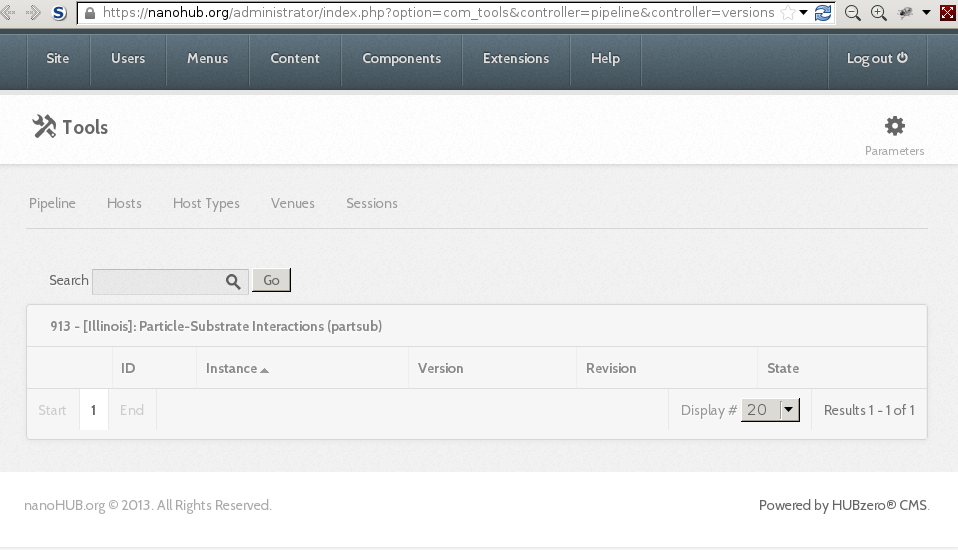 https://nanohub.org/administrator/index.php?option=com_tools&controller=pipeline&controller=versions
Site Users Menus Content Components Extensions Help Log out
Tools
Parameters
Pipeline Hosts Host Types Venues Sessions
Search Go
913 - [Illinois]: Particle-Substrate Interactions (partsub)
ID Instance Version Revision State
Start 1 End Display # 20 Results 1 - 1 of 1
nanoHUB.org © 2013. All Rights Reserved. Powered by HUBzero® CMS.